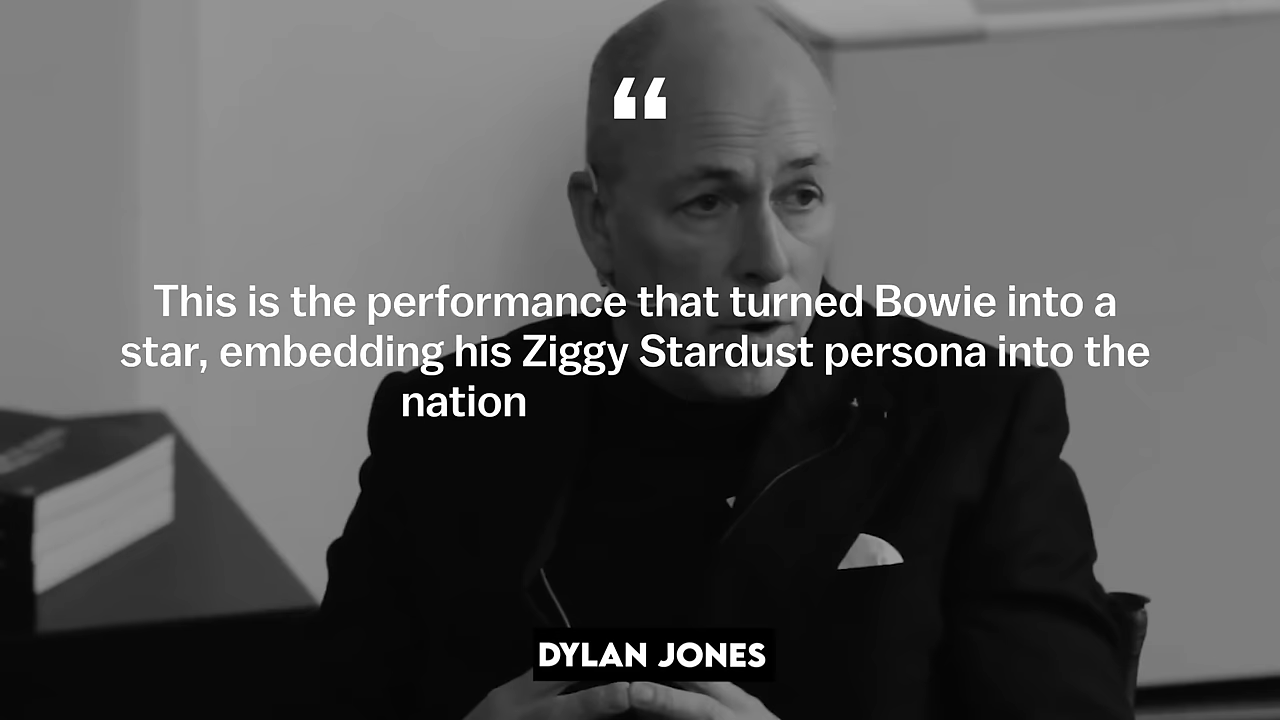 “
This is the performance that turned Bowie into a
star, embedding his Ziggy Stardust persona into the
nation
DYLAN JONES